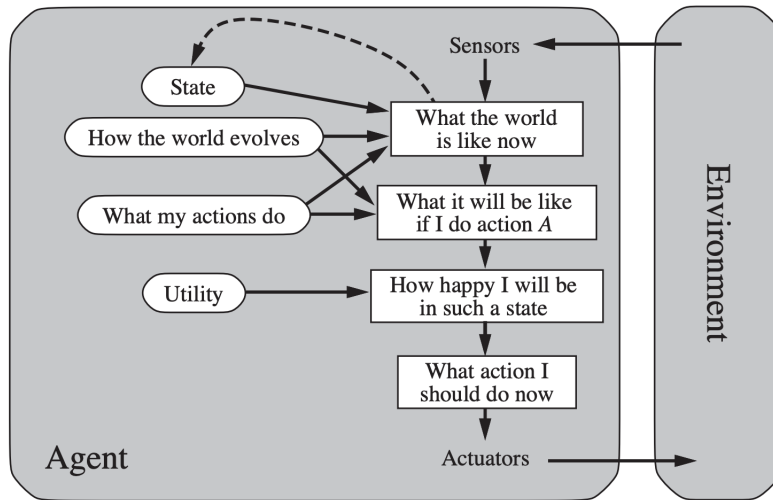 Sensors
State
What the world
is like now
How the world evolves
What it will be like
if I do action A
What my actions do
How happy I will be
in such a state
Utility
What action I
should do now
Agent
Actuators
Environment